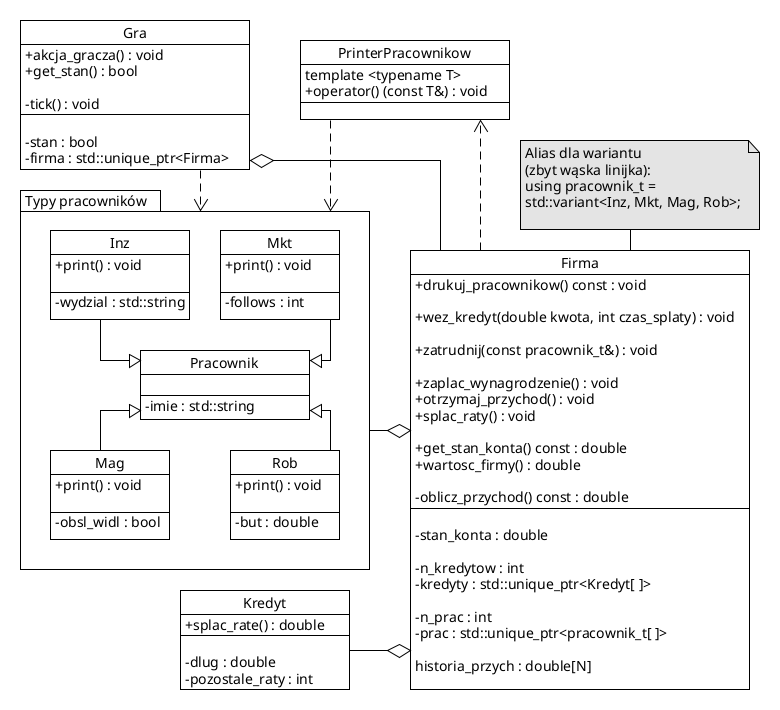 Gra
+akcja_gracza() : void
+get_stan() : bool
-tick() : void
-stan : bool
-firma : std::unique_ptr<Firma>
PrinterPracownikow
template <typename T>
+operator() (const T&) : void
Alias dla wariantu
(zbyt wąska linijka):
using pracownik_t =
std::variant<Inz, Mkt, Mag, Rob>;
Typy pracowników
Inz
+print() : void
-wydzial : std::string
Mkt
+print() : void
-follows : int
Pracownik
-imie : std::string
Mag
+print() : void
-obsl_widl : bool
Rob
+print() : void
-but : double
Firma
+drukuj_pracownikow() const : void
+wez_kredyt(double kwota, int czas_splaty) : void
+zatrudnij(const pracownik_t&) : void
+zaplac_wynagrodzenie() : void
+otrzymaj_przychod() : void
+splac_raty() : void
+get_stan_konta() const : double
+wartosc_firmy() : double
-oblicz_przychod() const : double
-stan_konta : double
-n_kredytow : int
-kredyty : std::unique_ptr<Kredyt[ ]>
-n_prac : int
-prac : std::unique_ptr<pracownik_t[ ]>
historia_przych : double[N]
Kredyt
+splac_rate() : double
-dlug : double
-pozostale_raty : int